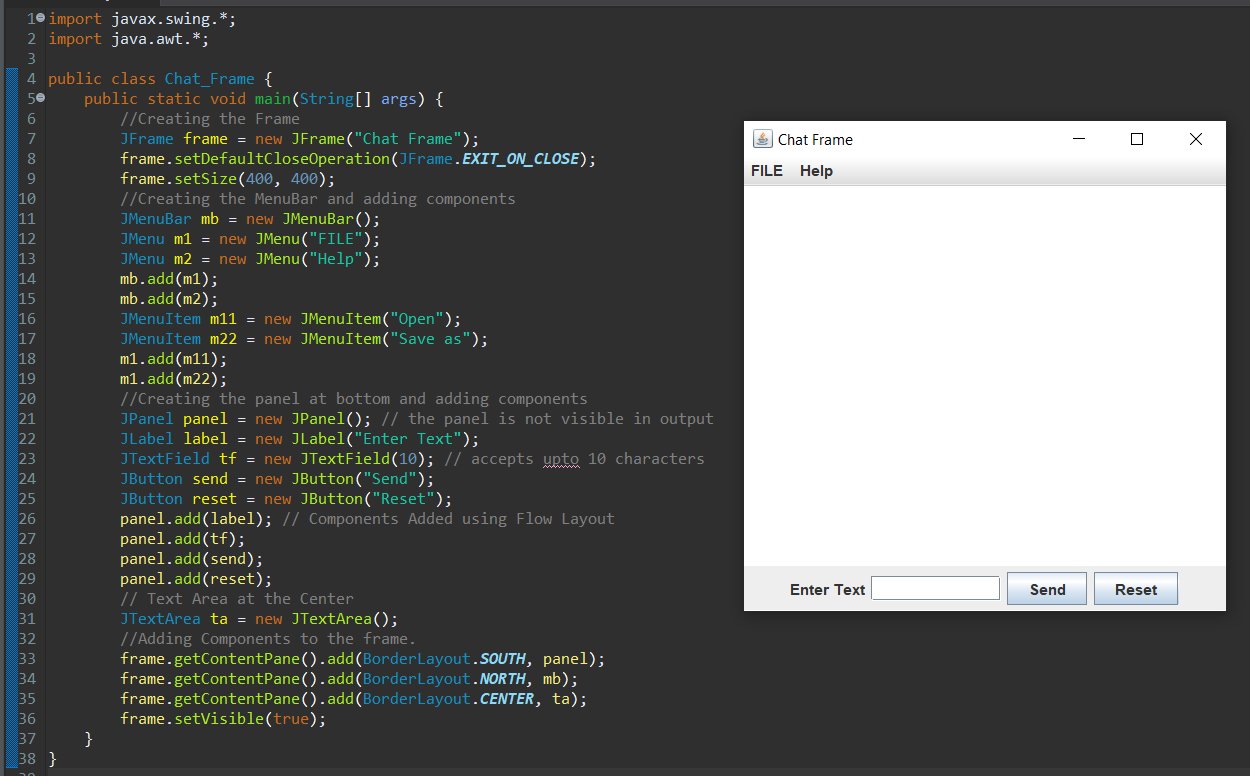 1 import javax.swing.*;
2 import java.awt.*;
3
4 public class Chat_Frame {
5     public static void main(String[] args) {
6         //Creating the Frame
7         JFrame frame = new JFrame("Chat Frame");
8         frame.setDefaultCloseOperation(JFrame.EXIT_ON_CLOSE);
9         frame.setSize(400, 400);
10         //Creating the MenuBar and adding components
11         JMenuBar mb = new JMenuBar();
12         JMenu m1 = new JMenu("FILE");
13         JMenu m2 = new JMenu("Help");
14         mb.add(m1);
15         mb.add(m2);
16         JMenuItem m11 = new JMenuItem("Open");
17         JMenuItem m22 = new JMenuItem("Save as");
18         m1.add(m11);
19         m1.add(m22);
20         //Creating the panel at bottom and adding components
21         JPanel panel = new JPanel(); // the panel is not visible in output
22         JLabel label = new JLabel("Enter Text");
23         JTextField tf = new JTextField(10); // accepts upto 10 characters
24         JButton send = new JButton("Send");
25         JButton reset = new JButton("Reset");
26         panel.add(label); // Components Added using Flow Layout
27         panel.add(tf);
28         panel.add(send);
29         panel.add(reset);
30         // Text Area at the Center
31         JTextArea ta = new JTextArea();
32         //Adding Components to the frame.
33         frame.getContentPane().add(BorderLayout.SOUTH, panel);
34         frame.getContentPane().add(BorderLayout.NORTH, mb);
35         frame.getContentPane().add(BorderLayout.CENTER, ta);
36         frame.setVisible(true);
37     }
38 }
Chat Frame
FILE Help
Enter Text Send Reset